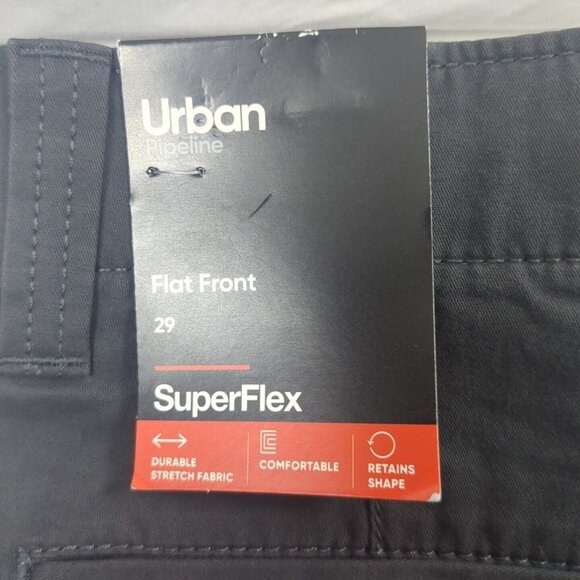 Urban
Pipeline
Flat Front
29
SuperFlex
DURABLE
STRETCH FABRIC
COMFORTABLE
RETAINS
SHAPE